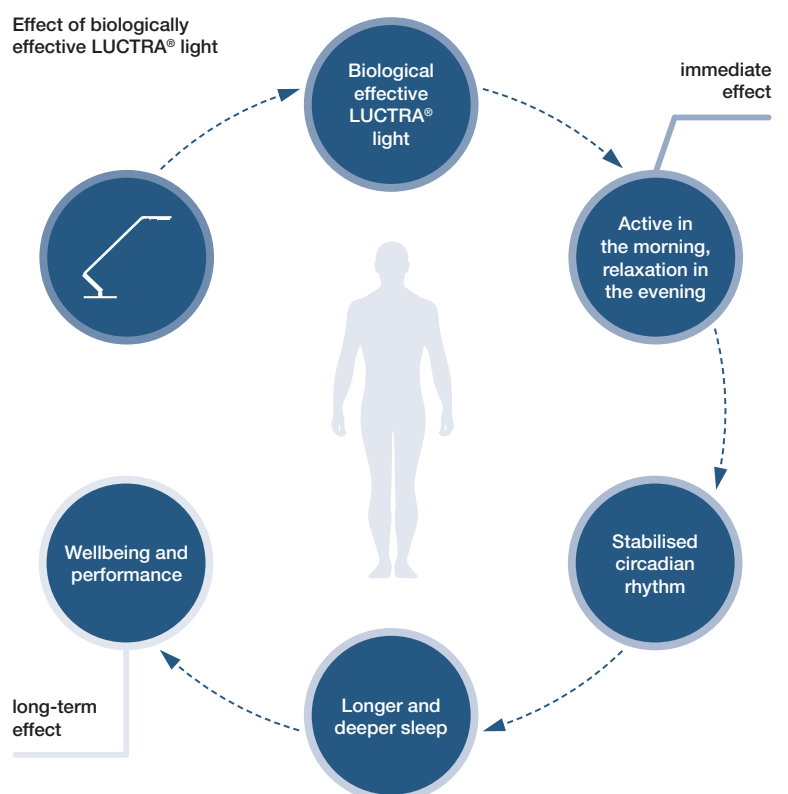 Effect of biologically
effective LUCTRA® light
Biological
effective
LUCTRA®
light
immediate
effect
Active in
the morning,
relaxation in
the evening
Stabilised
circadian
rhythm
Longer and
deeper sleep
Wellbeing and
performance
long-term
effect